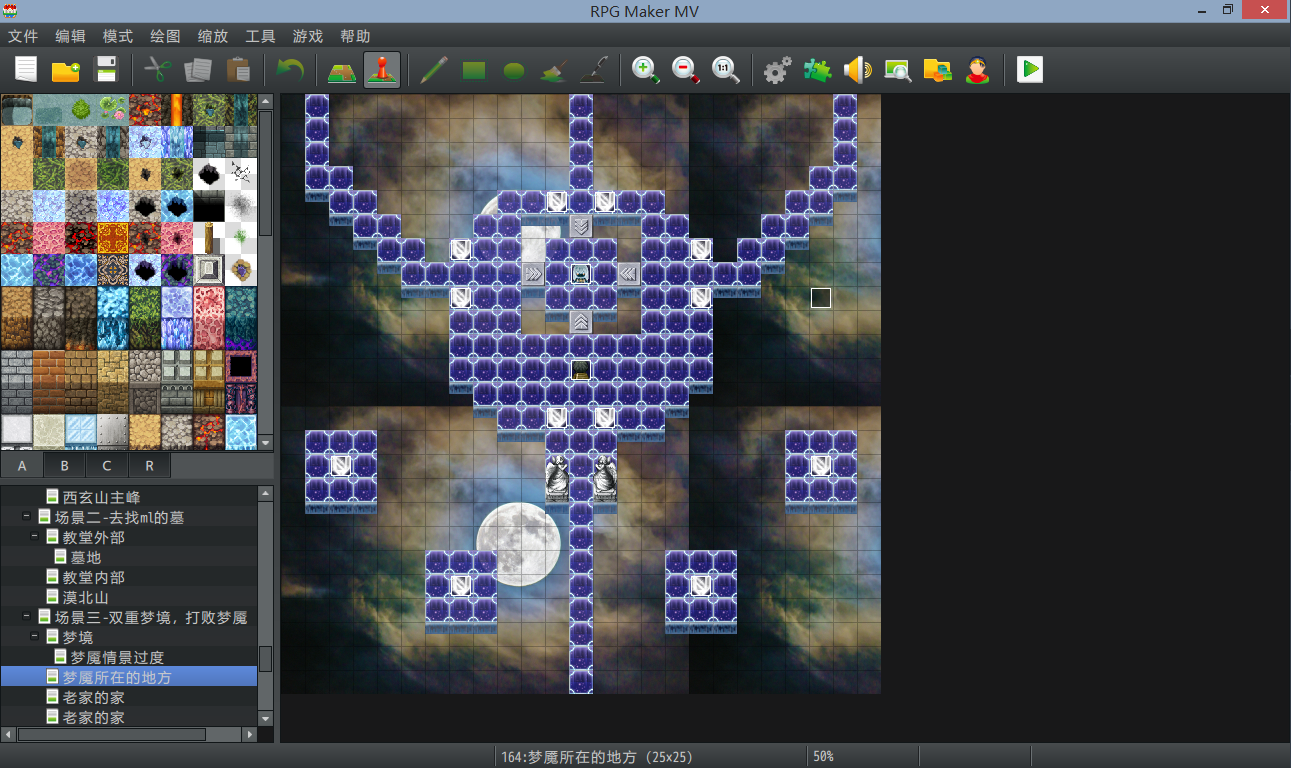 RPG Maker MV
文件 编辑 模式 绘图 缩放 工具 游戏 帮助
1:1
A B C R
西玄山主峰
场景二-去找ml的墓
教堂外部
墓地
教堂内部
漠北山
场景三-双重梦境，打败梦魇
梦境
梦魇情景过度
梦魇所在的地方
老家的家
老家的家
164:梦魇所在的地方 (25x25)
50%